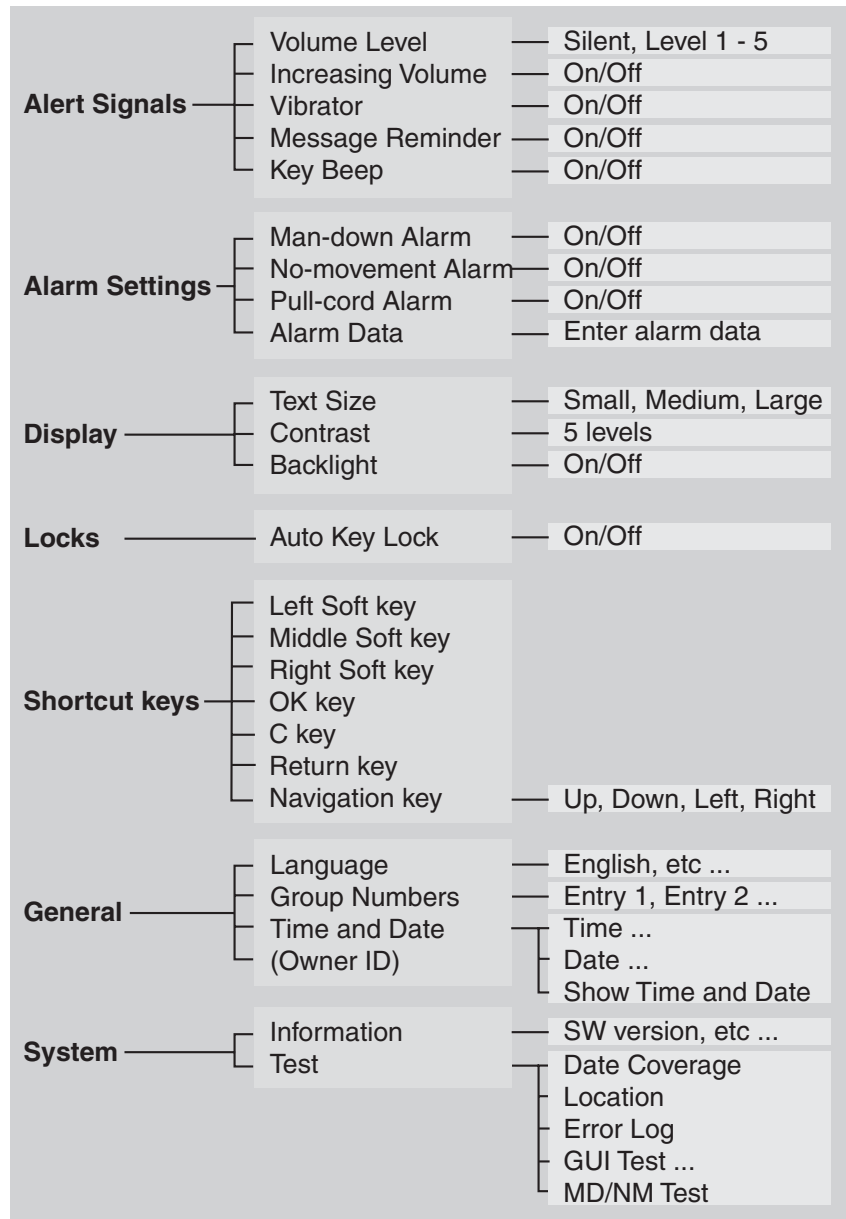 Alert Signals
Volume Level Silent, Level 1 - 5
Increasing Volume On/Off
Vibrator On/Off
Message Reminder On/Off
Key Beep On/Off
Alarm Settings
Man-down Alarm On/Off
No-movement Alarm On/Off
Pull-cord Alarm On/Off
Alarm Data Enter alarm data
Display
Text Size Small, Medium, Large
Contrast 5 levels
Backlight On/Off
Locks Auto Key Lock On/Off
Shortcut keys
Left Soft key
Middle Soft key
Right Soft key
OK key
C key
Return key
Navigation key Up, Down, Left, Right
General
Language English, etc ...
Group Numbers Entry 1, Entry 2 ...
Time and Date Time ...
Date ...
Show Time and Date
(Owner ID)
System
Information SW version, etc ...
Test Date Coverage
Location
Error Log
GUI Test ...
MD/NM Test